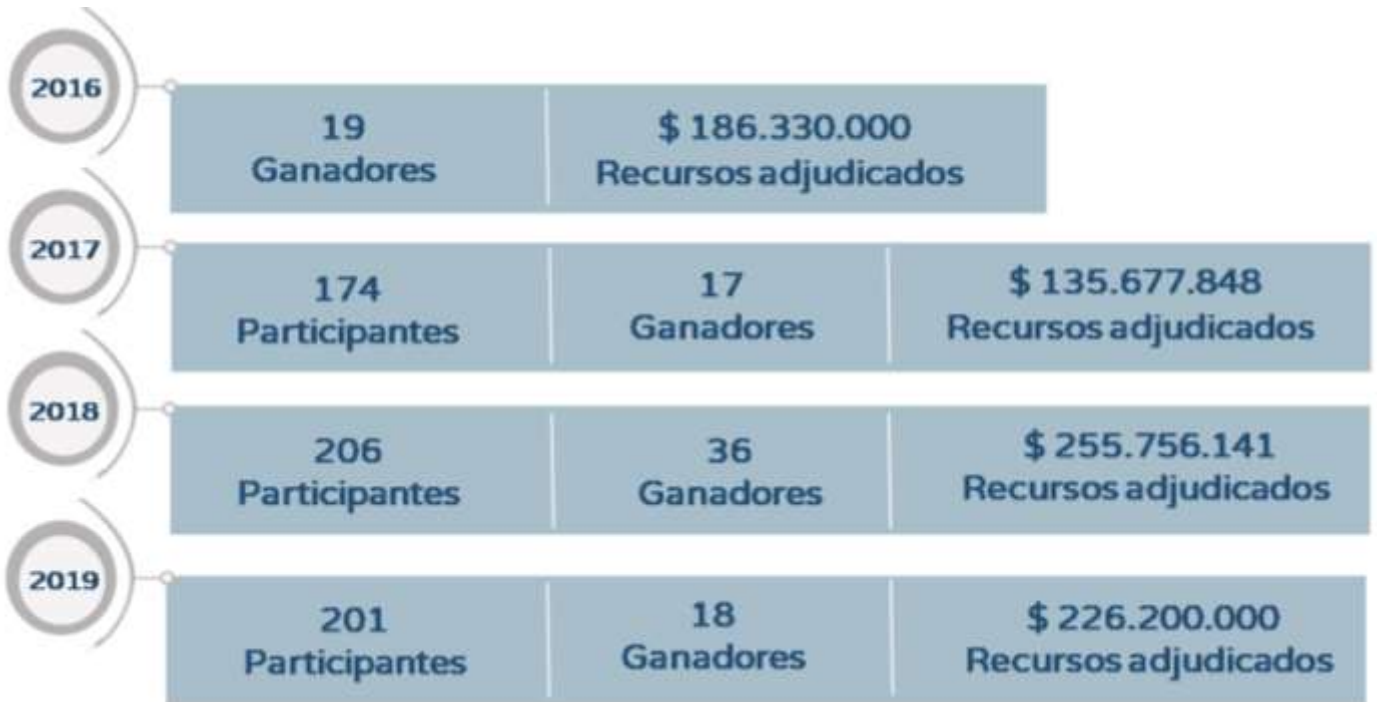 2016
19
Ganadores
$ 186.330.000
Recursos adjudicados
2017
174
Participantes
17
Ganadores
$ 135.677.848
Recursos adjudicados
2018
206
Participantes
36
Ganadores
$ 255.756.141
Recursos adjudicados
2019
201
Participantes
18
Ganadores
$ 226.200.000
Recursos adjudicados